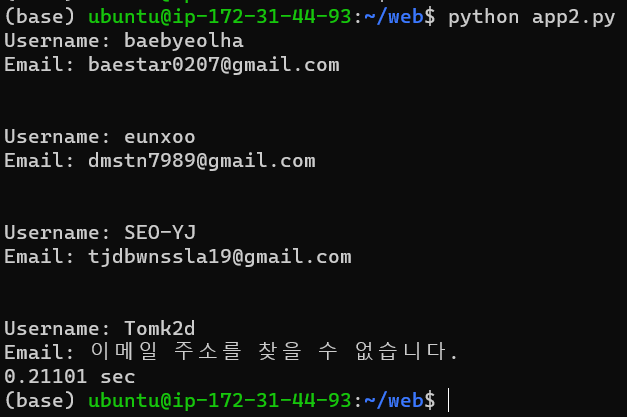 (base) ubuntu@ip-172-31-44-93:~/web$ python app2.py
Username: baebyeolha
Email: baestar0207@gmail.com
Username: eunxoo
Email: dmstn7989@gmail.com
Username: SEO-YJ
Email: tjdbwnssla19@gmail.com
Username: Tomk2d
Email: 이메일 주소를 찾을 수 없습니다.
0.21101 sec
(base) ubuntu@ip-172-31-44-93:~/web$